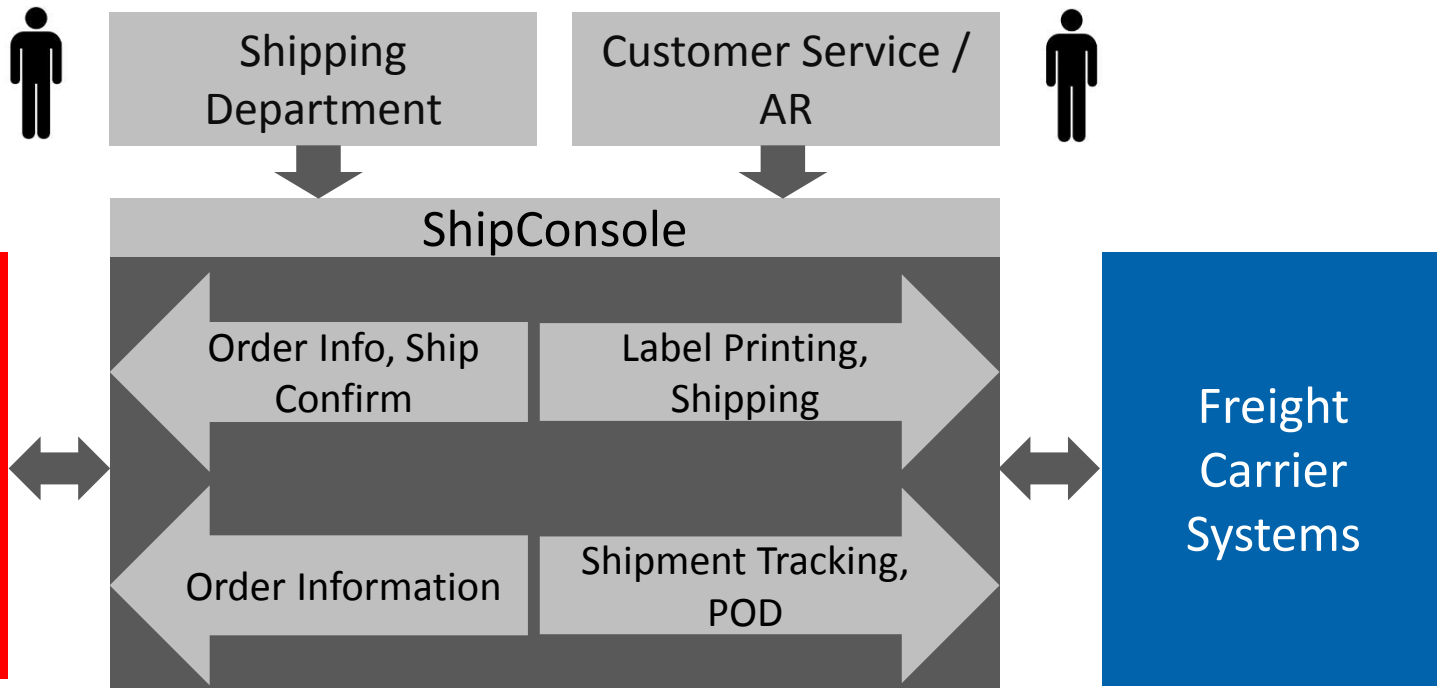 Shipping
Department
Customer Service /
AR
ShipConsole
Order Info, Ship
Confirm
Label Printing,
Shipping
Order Information
Shipment Tracking,
POD
Freight
Carrier
Systems